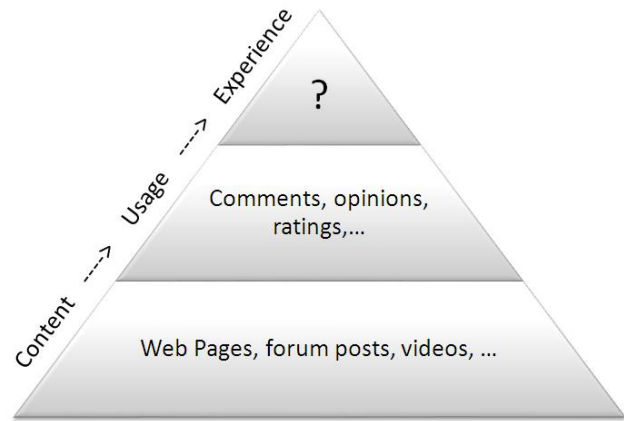 ?
Comments, opinions,
ratings,...
Web Pages, forum posts, videos, ...
Content ----> Usage ----> Experience